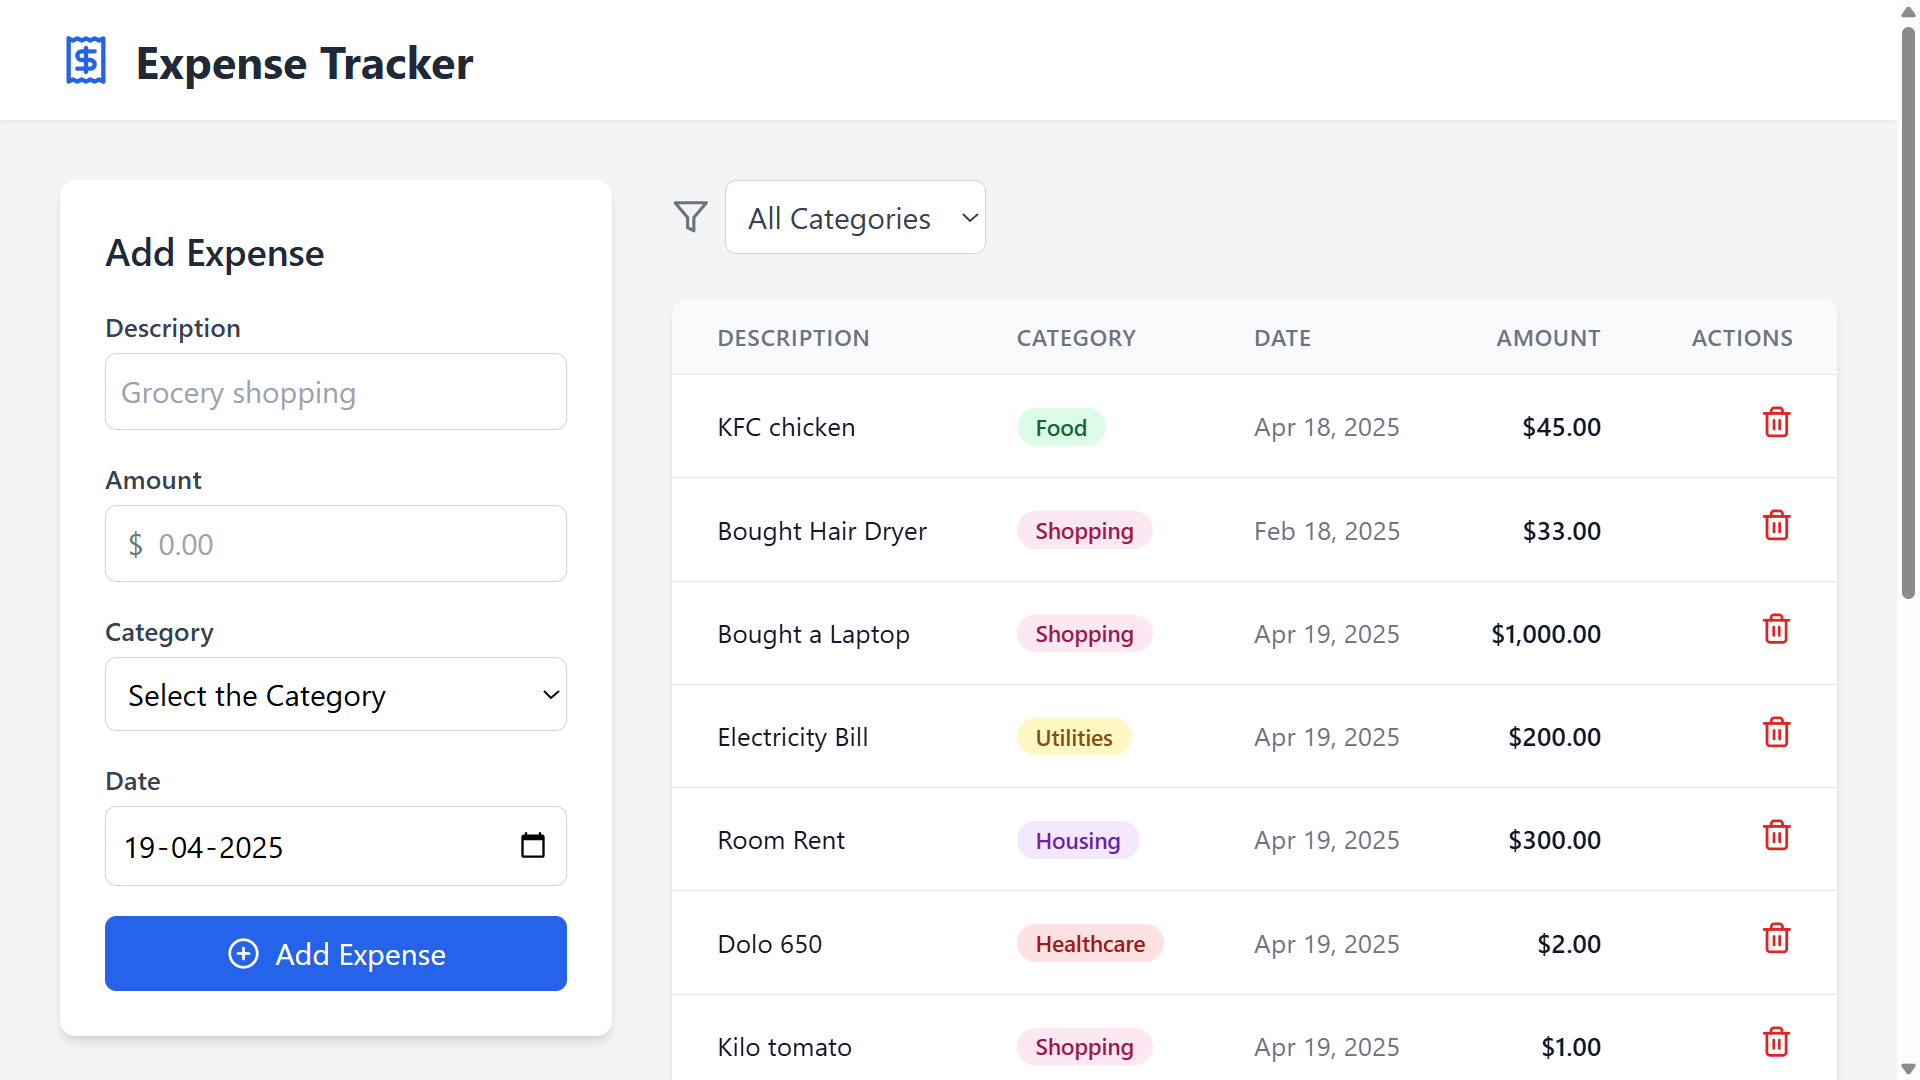 Expense Tracker
Add Expense
Description
Grocery shopping
Amount
$ 0.00
Category
Select the Category
Date
19-04-2025
Add Expense
All Categories
DESCRIPTION CATEGORY DATE AMOUNT ACTIONS
KFC chicken Food Apr 18, 2025 $45.00
Bought Hair Dryer Shopping Feb 18, 2025 $33.00
Bought a Laptop Shopping Apr 19, 2025 $1,000.00
Electricity Bill Utilities Apr 19, 2025 $200.00
Room Rent Housing Apr 19, 2025 $300.00
Dolo 650 Healthcare Apr 19, 2025 $2.00
Kilo tomato Shopping Apr 19, 2025 $1.00